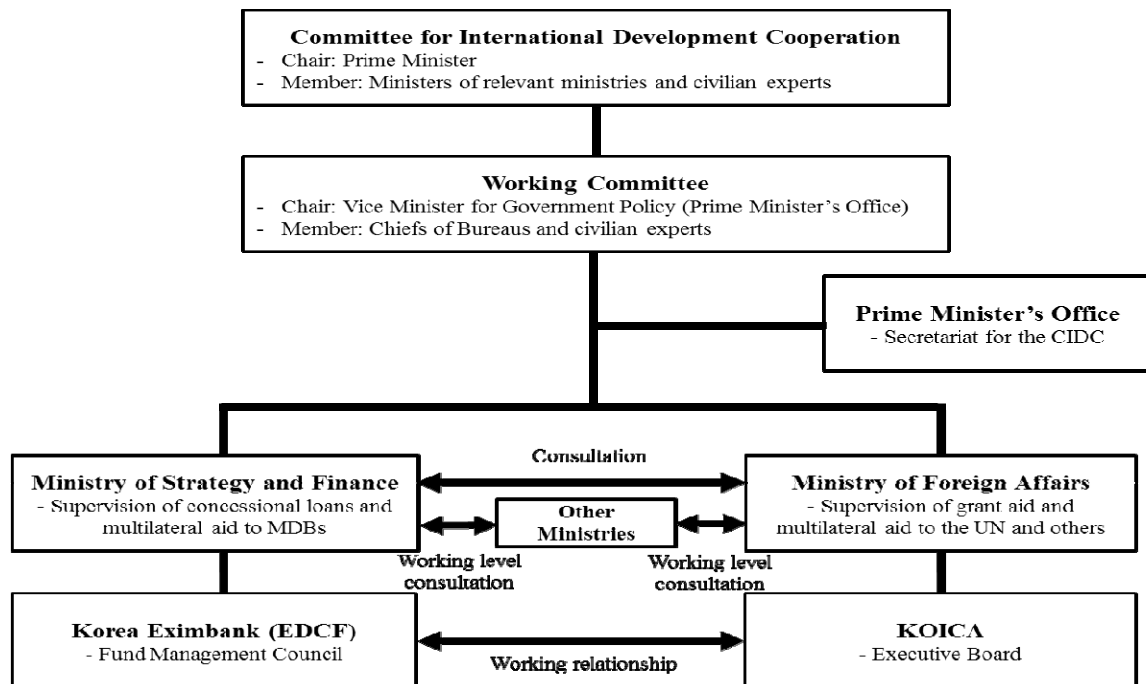 Committee for International Development Cooperation
- Chair: Prime Minister
- Member: Ministers of relevant ministries and civilian experts
Working Committee
- Chair: Vice Minister for Government Policy (Prime Minister's Office)
- Member: Chiefs of Bureaus and civilian experts
Prime Minister's Office
- Secretariat for the CIDC
Ministry of Strategy and Finance
- Supervision of concessional loans and
multilateral aid to MDBs
Consultation
Other
Ministries
Working level
consultation
Working level
consultation
Ministry of Foreign Affairs
- Supervision of grant aid and
multilateral aid to the UN and others
Korea Eximbank (EDCF)
- Fund Management Council
Working relationship
KOICA
- Executive Board